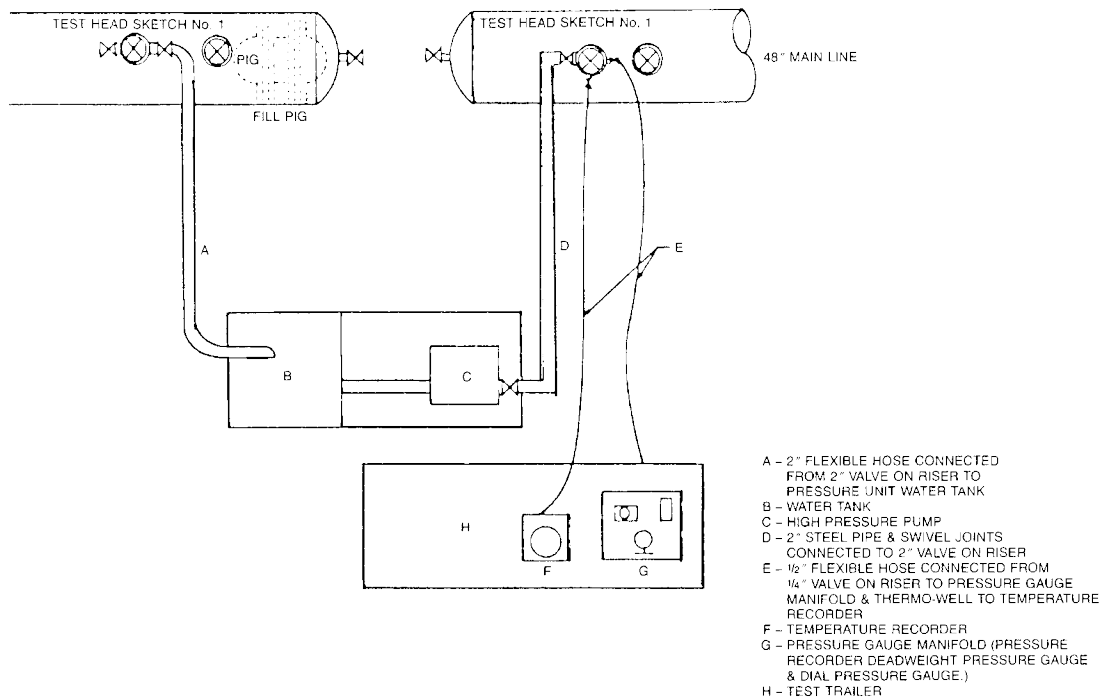 TEST HEAD SKETCH No. 1
TEST HEAD SKETCH No. 1
PIG
48" MAIN LINE
FILL PIG
A
D
E
B
C
H
F
G
A – 2" FLEXIBLE HOSE CONNECTED
FROM 2" VALVE ON RISER TO
PRESSURE UNIT WATER TANK
B – WATER TANK
C – HIGH PRESSURE PUMP
D – 2" STEEL PIPE & SWIVEL JOINTS
CONNECTED TO 2" VALVE ON RISER
E – 1/2" FLEXIBLE HOSE CONNECTED FROM
1/4" VALVE ON RISER TO PRESSURE GAUGE
MANIFOLD & THERMO-WELL TO TEMPERATURE
RECORDER
F – TEMPERATURE RECORDER
G – PRESSURE GAUGE MANIFOLD (PRESSURE
RECORDER DEADWEIGHT PRESSURE GAUGE
& DIAL PRESSURE GAUGE.)
H – TEST TRAILER